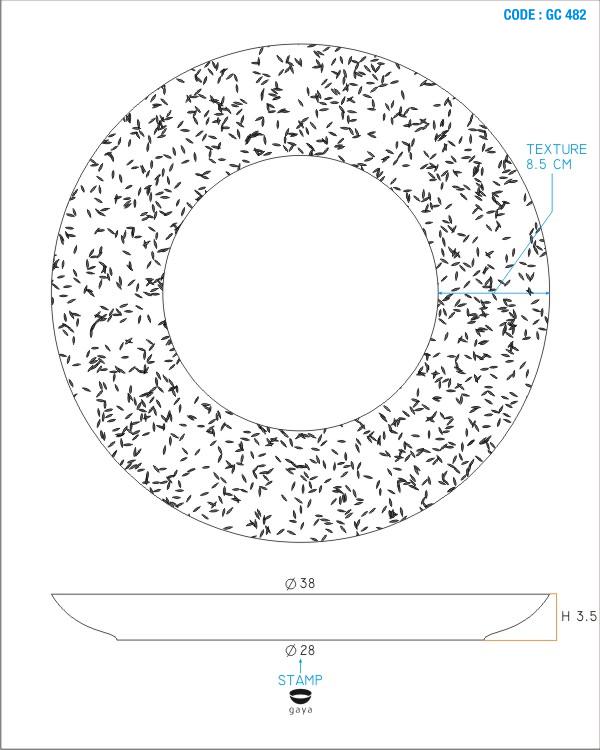 CODE : GC 482
TEXTURE
8.5 CM
Ø 38
H 3.5
Ø 28
STAMP
gaya